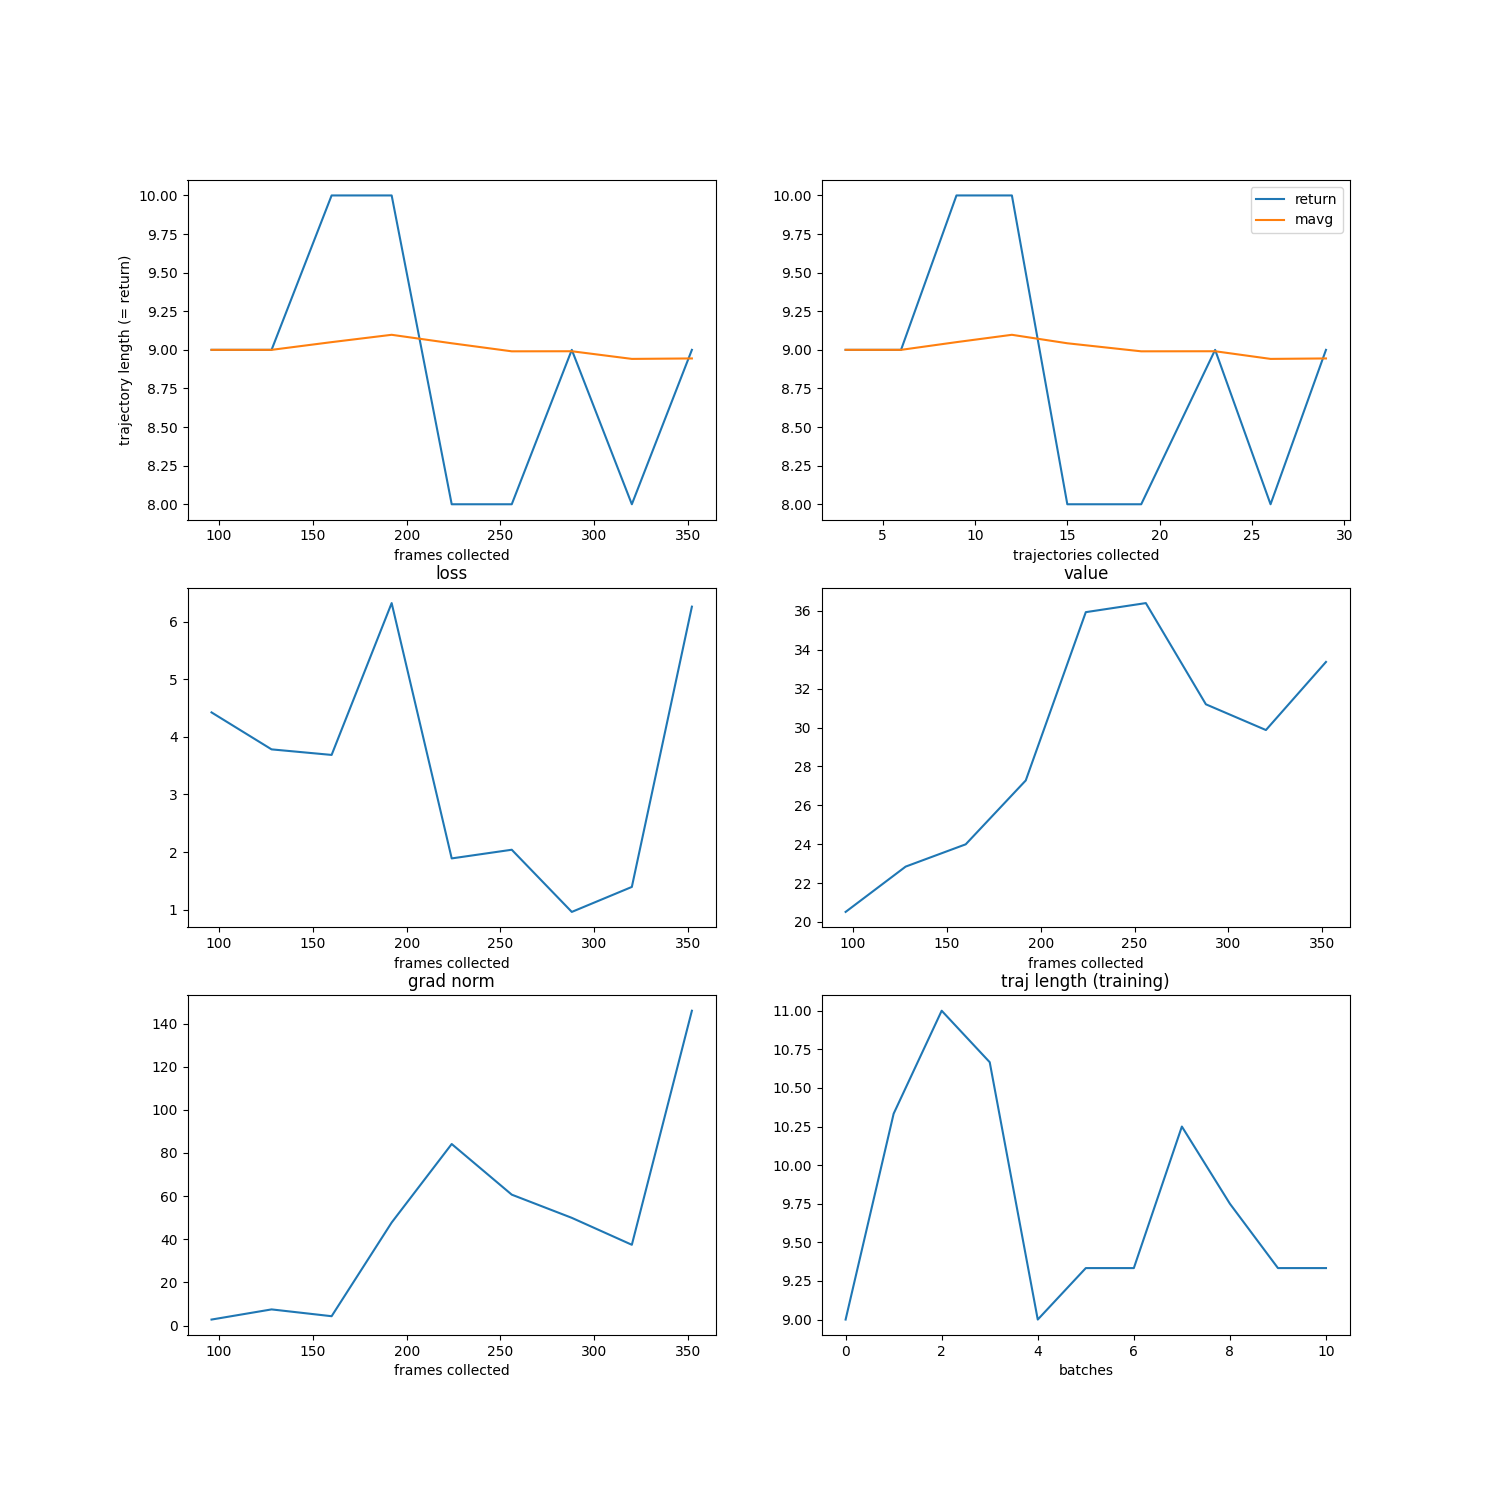 10.00
9.75
9.50
9.25
9.00
8.75
8.50
8.25
8.00
trajectory length (= return)
100 150 200 250 300 350
frames collected
return
mavg
10.00
9.75
9.50
9.25
9.00
8.75
8.50
8.25
8.00
5 10 15 20 25 30
trajectories collected
loss
6
5
4
3
2
1
100 150 200 250 300 350
frames collected
value
36
34
32
30
28
26
24
22
20
100 150 200 250 300 350
frames collected
grad norm
140
120
100
80
60
40
20
0
100 150 200 250 300 350
frames collected
traj length (training)
11.00
10.75
10.50
10.25
10.00
9.75
9.50
9.25
9.00
0 2 4 6 8 10
batches